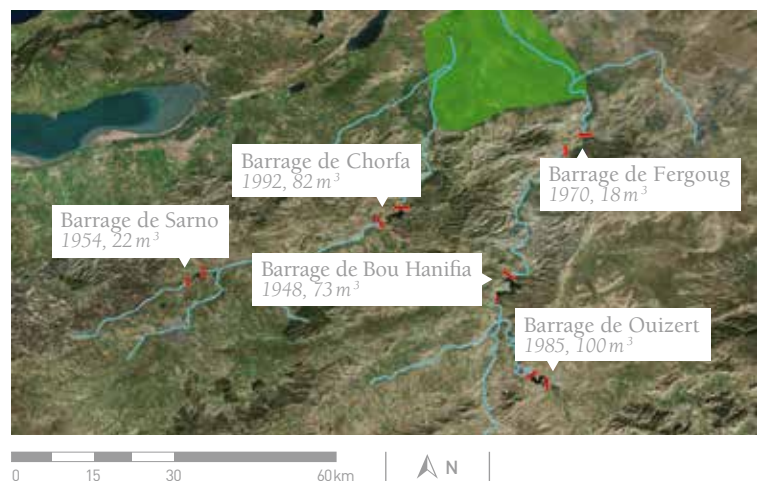 Barrage de Chorfa
1992, 82 m³
Barrage de Fergoug
1970, 18 m³
Barrage de Sarno
1954, 22 m³
Barrage de Bou Hanifia
1948, 73 m³
Barrage de Ouizert
1985, 100 m³
0 15 30 60 km
N